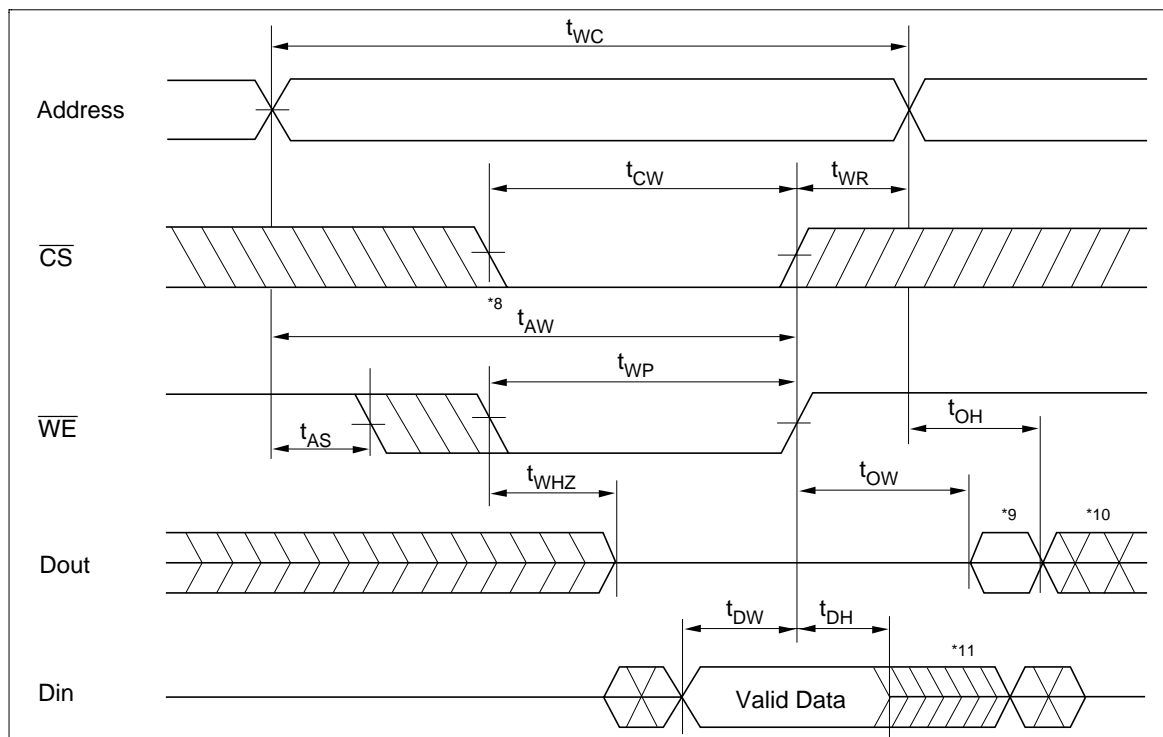 tWC
Address
tCW
tWR
CS
*8
tAW
tWP
WE
tAS
tOH
tWHZ
tOW
*9
*10
Dout
tDW
tDH
*11
Din
Valid Data